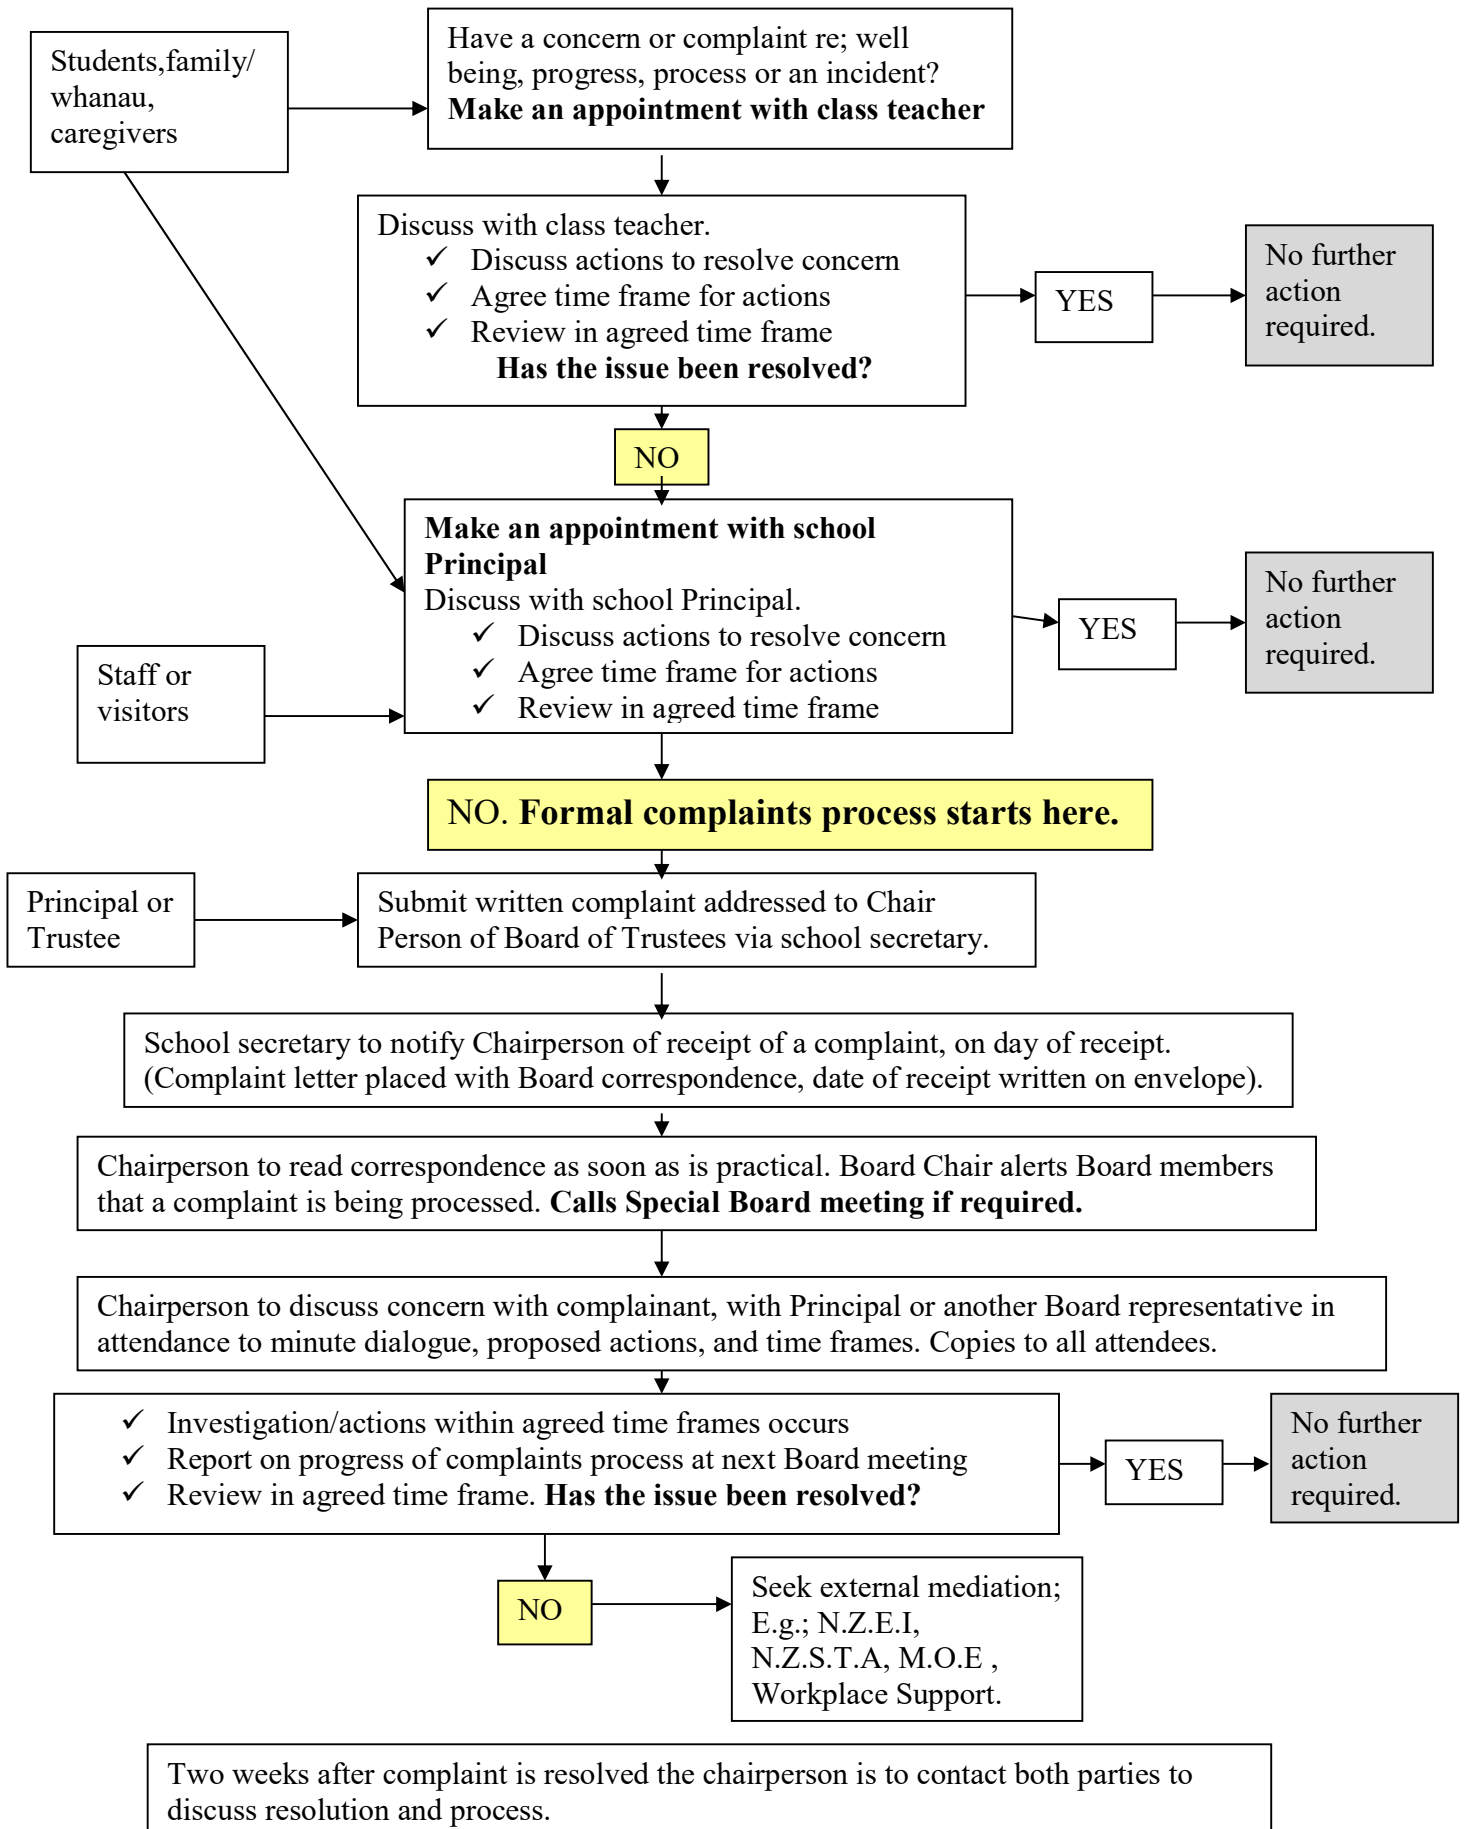 Students,family/
whanau,
caregivers
Have a concern or complaint re; well
being, progress, process or an incident?
Make an appointment with class teacher
Discuss with class teacher.
✓ Discuss actions to resolve concern
✓ Agree time frame for actions
✓ Review in agreed time frame
Has the issue been resolved?
YES
No further
action
required.
NO
Make an appointment with school
Principal
Discuss with school Principal.
✓ Discuss actions to resolve concern
✓ Agree time frame for actions
✓ Review in agreed time frame
YES
No further
action
required.
Staff or
visitors
NO. Formal complaints process starts here.
Principal or
Trustee
Submit written complaint addressed to Chair
Person of Board of Trustees via school secretary.
School secretary to notify Chairperson of receipt of a complaint, on day of receipt.
(Complaint letter placed with Board correspondence, date of receipt written on envelope).
Chairperson to read correspondence as soon as is practical. Board Chair alerts Board members
that a complaint is being processed. Calls Special Board meeting if required.
Chairperson to discuss concern with complainant, with Principal or another Board representative in
attendance to minute dialogue, proposed actions, and time frames. Copies to all attendees.
✓ Investigation/actions within agreed time frames occurs
✓ Report on progress of complaints process at next Board meeting
✓ Review in agreed time frame. Has the issue been resolved?
YES
No further
action
required.
NO
Seek external mediation;
E.g.; N.Z.E.I,
N.Z.S.T.A, M.O.E ,
Workplace Support.
Two weeks after complaint is resolved the chairperson is to contact both parties to
discuss resolution and process.